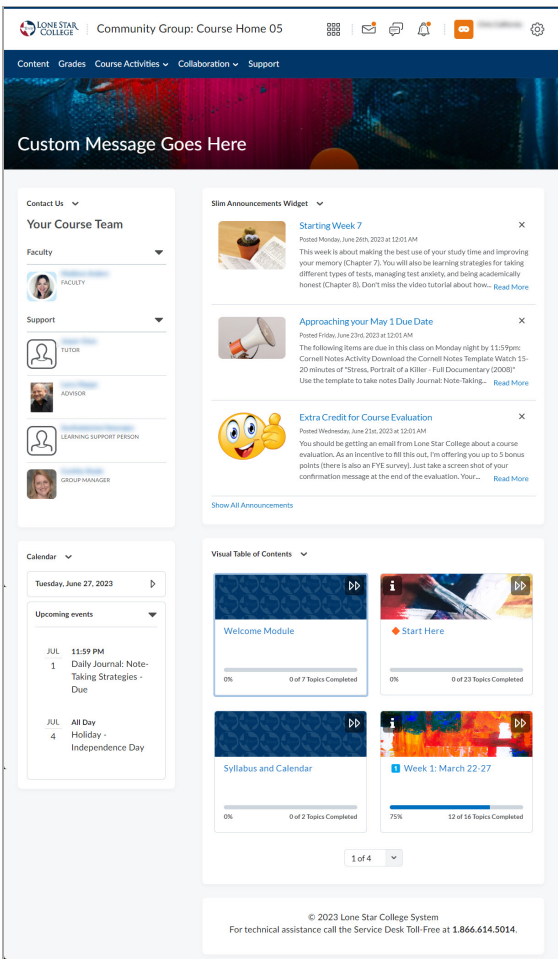 LONE STAR
COLLEGE
Community Group: Course Home 05
Content Grades Course Activities Collaboration Support
Custom Message Goes Here
Contact Us
Your Course Team
Faculty
FACULTY
Support
TUTOR
ADVISOR
LEARNING SUPPORT PERSON
GROUP MANAGER
Slim Announcements Widget
Starting Week 7
Posted Monday, June 26th, 2023 at 12:01 AM
This week is about making the best use of your study time and improving
your memory (Chapter 7). You will also be learning strategies for taking
different types of tests, managing test anxiety, and being academically
honest (Chapter 8). Don't miss the video tutorial about how... Read More
Approaching your May 1 Due Date
Posted Friday, June 23rd, 2023 at 12:01 AM
The following items are due in this class on Monday night by 11:59pm:
Cornell Notes Activity Download the Cornell Notes Template Watch 15-
20 minutes of "Stress, Portrait of a Killer - Full Documentary (2008)"
Use the template to take notes Daily Journal: Note-Taking... Read More
Extra Credit for Course Evaluation
Posted Wednesday, June 21st, 2023 at 12:01 AM
You should be getting an email from Lone Star College about a course
evaluation. As an incentive to fill this out, I'm offering you up to 5 bonus
points (there is also an FYE survey). Just take a screen shot of your
confirmation message at the end of the evaluation. Your... Read More
Show All Announcements
Calendar
Tuesday, June 27, 2023
Upcoming events
JUL 11:59 PM
1 Daily Journal: Note-
Taking Strategies -
Due
JUL All Day
4 Holiday -
Independence Day
Visual Table of Contents
Welcome Module
0% 0 of 7 Topics Completed
i
Start Here
0% 0 of 23 Topics Completed
Syllabus and Calendar
0% 0 of 2 Topics Completed
i
1 Week 1: March 22-27
75% 12 of 16 Topics Completed
1 of 4
© 2023 Lone Star College System
For technical assistance call the Service Desk Toll-Free at 1.866.614.5014.